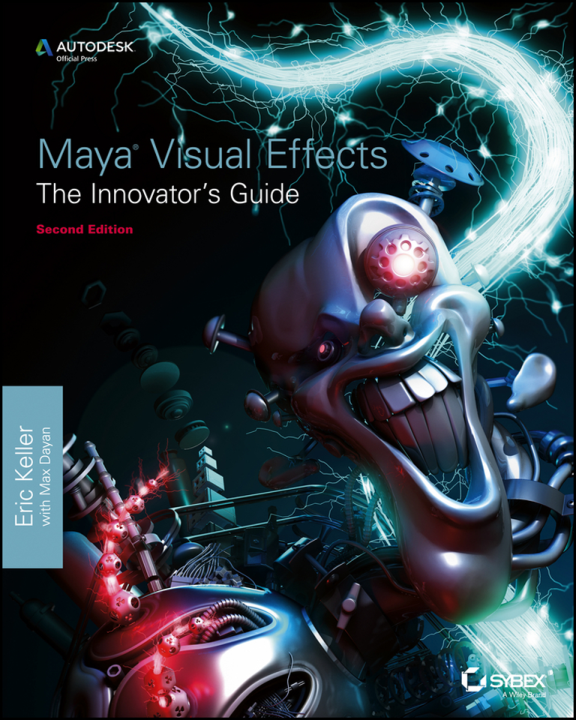 AUTODESK
Official Press
Maya® Visual Effects
The Innovator's Guide
Second Edition
Eric Keller
with Max Dayan
SYBEX
A Wiley Brand